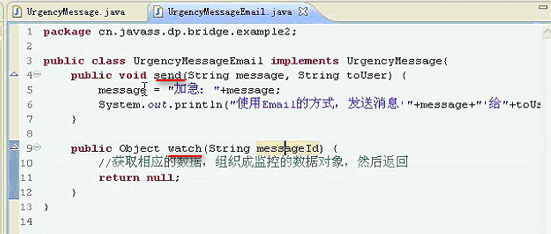 UrgencyMessage.java
UrgencyMessageEmail.java
1 package cn.javass.dp.bridge.example2;
2
3 public class UrgencyMessageEmail implements UrgencyMessage{
4 public void send(String message, String toUser) {
5 message = "加急："+message;
6 System.out.println("使用Email的方式，发送消息'"+message+"'给"+toUs
7 }
8
9 public Object watch(String messageId) {
10 //获取相应的数据，组织成监控的数据对象，然后返回
11 return null;
12 }
13 }
14